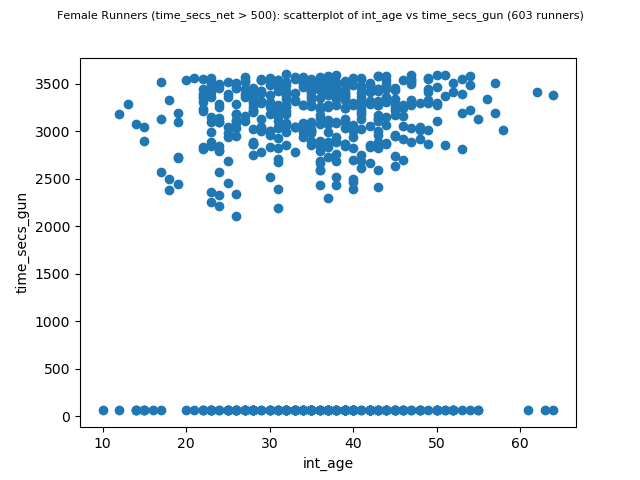 Female Runners (time_secs_net > 500): scatterplot of int_age vs time_secs_gun (603 runners)
3500
3000
2500
2000
1500
1000
500
0
time_secs_gun
10 20 30 40 50 60
int_age